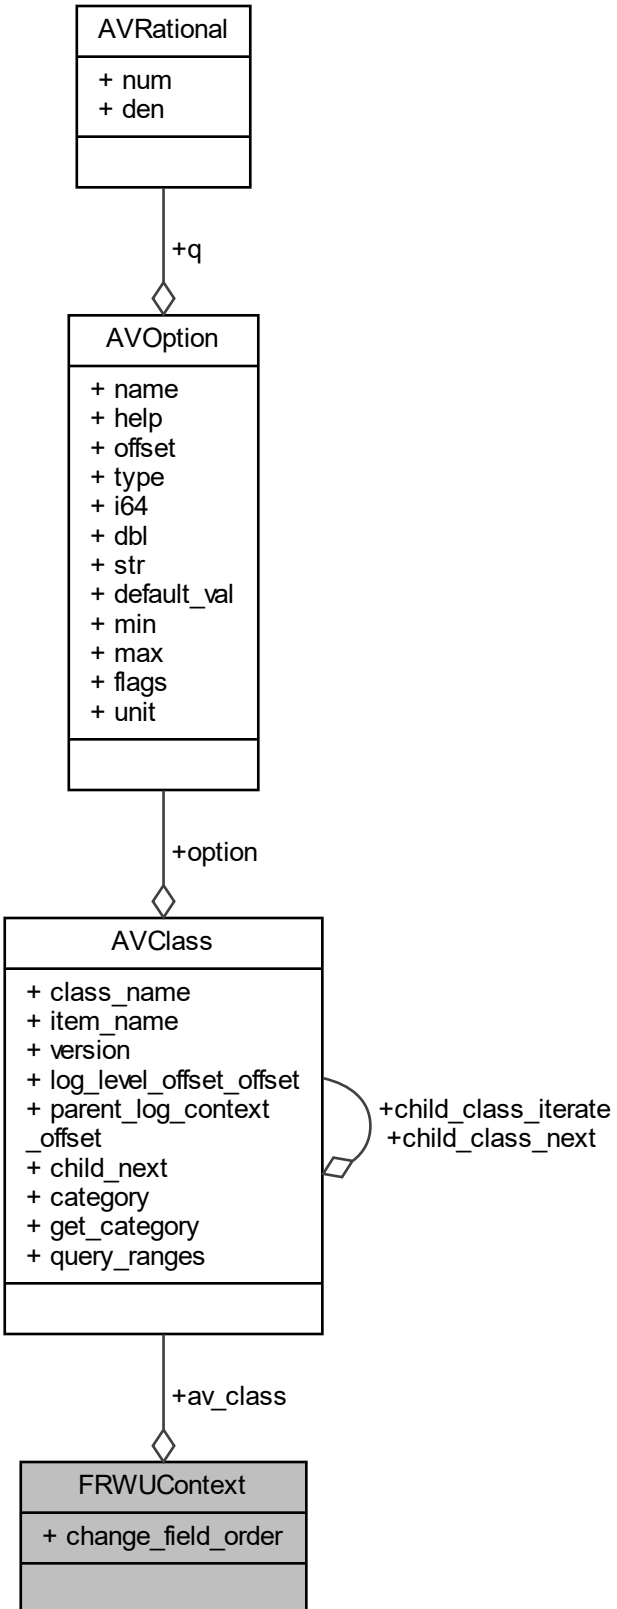 AVRational
+ num
+ den
+q
AVOption
+ name
+ help
+ offset
+ type
+ i64
+ dbl
+ str
+ default_val
+ min
+ max
+ flags
+ unit
+option
AVClass
+ class_name
+ item_name
+ version
+ log_level_offset_offset
+ parent_log_context
_offset
+ child_next
+ category
+ get_category
+ query_ranges
+child_class_iterate
+child_class_next
+av_class
FRWUContext
+ change_field_order